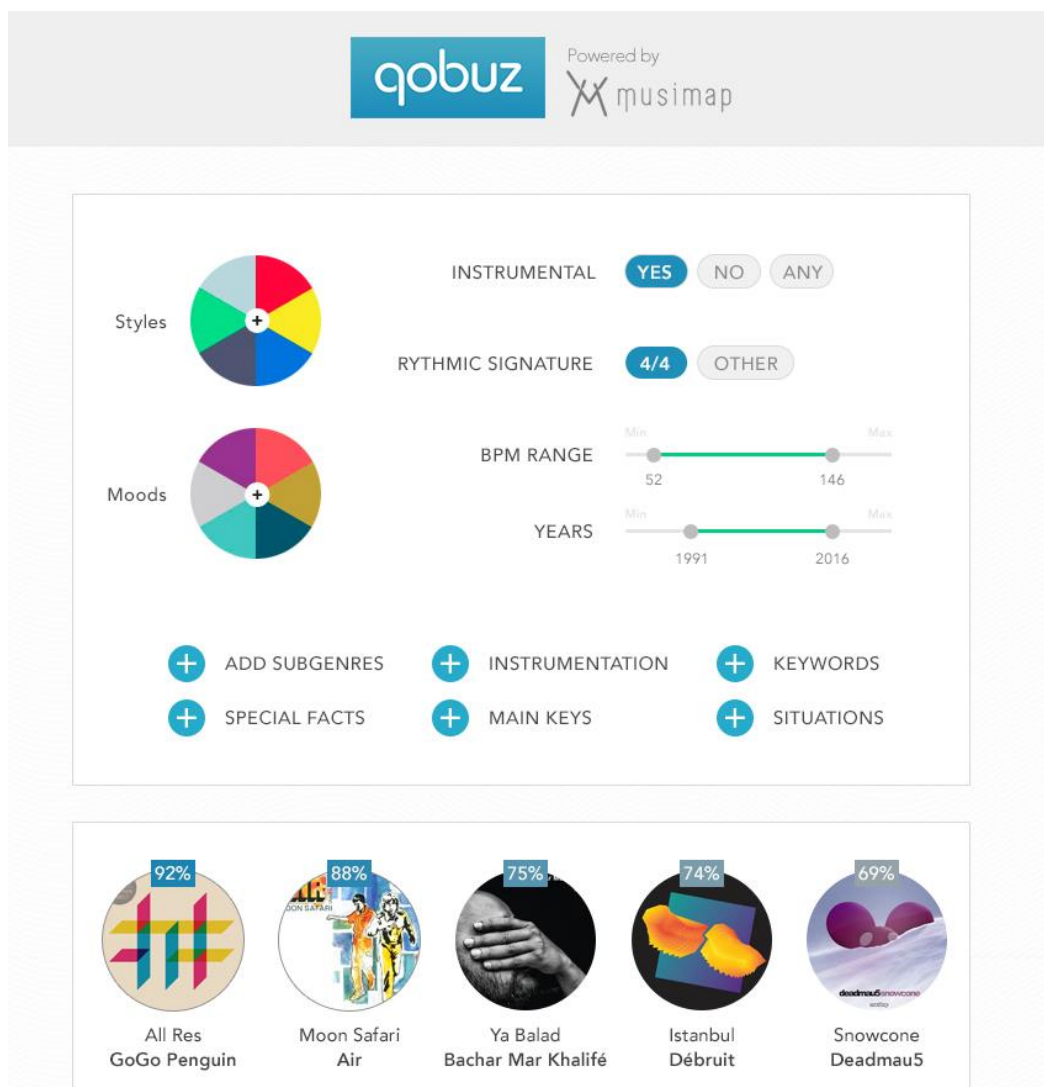 qobuz
Powered by
musimap
INSTRUMENTAL YES NO ANY
Styles
RYTHMIC SIGNATURE 4/4 OTHER
Min Max
BPM RANGE
52 146
Moods
Min Max
YEARS
1991 2016
ADD SUBGENRES INSTRUMENTATION KEYWORDS
SPECIAL FACTS MAIN KEYS SITUATIONS
92% 88% 75% 74% 69%
deadmau5snowcone
All Res Moon Safari Ya Balad Istanbul Snowcone
GoGo Penguin Air Bachar Mar Khalifé Débruit Deadmau5